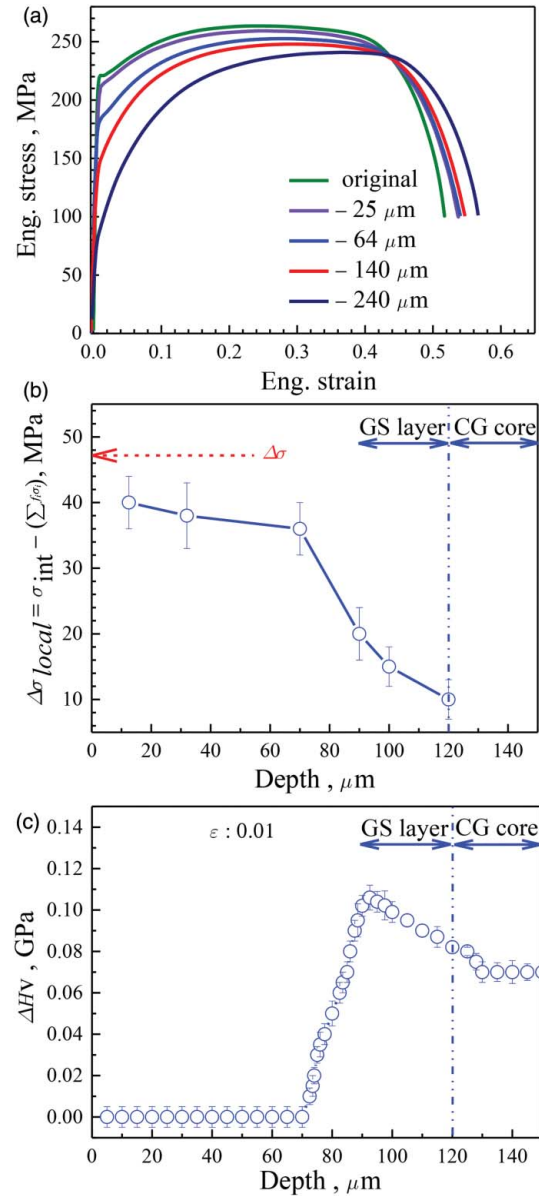 (a)
250
200
150
100
50
0
Eng. stress , MPa
original
– 25 μm
– 64 μm
– 140 μm
– 240 μm
0.0 0.1 0.2 0.3 0.4 0.5 0.6
Eng. strain
(b)
GS layer CG core
50
40
30
20
10
Δσ
Δσ local = σ int – (∑ fiσi), MPa
0 20 40 60 80 100 120 140
Depth , μm
(c)
ε : 0.01
GS layer CG core
0.14
0.12
0.10
0.08
0.06
0.04
0.02
0.00
ΔHv , GPa
0 20 40 60 80 100 120 140
Depth , μm